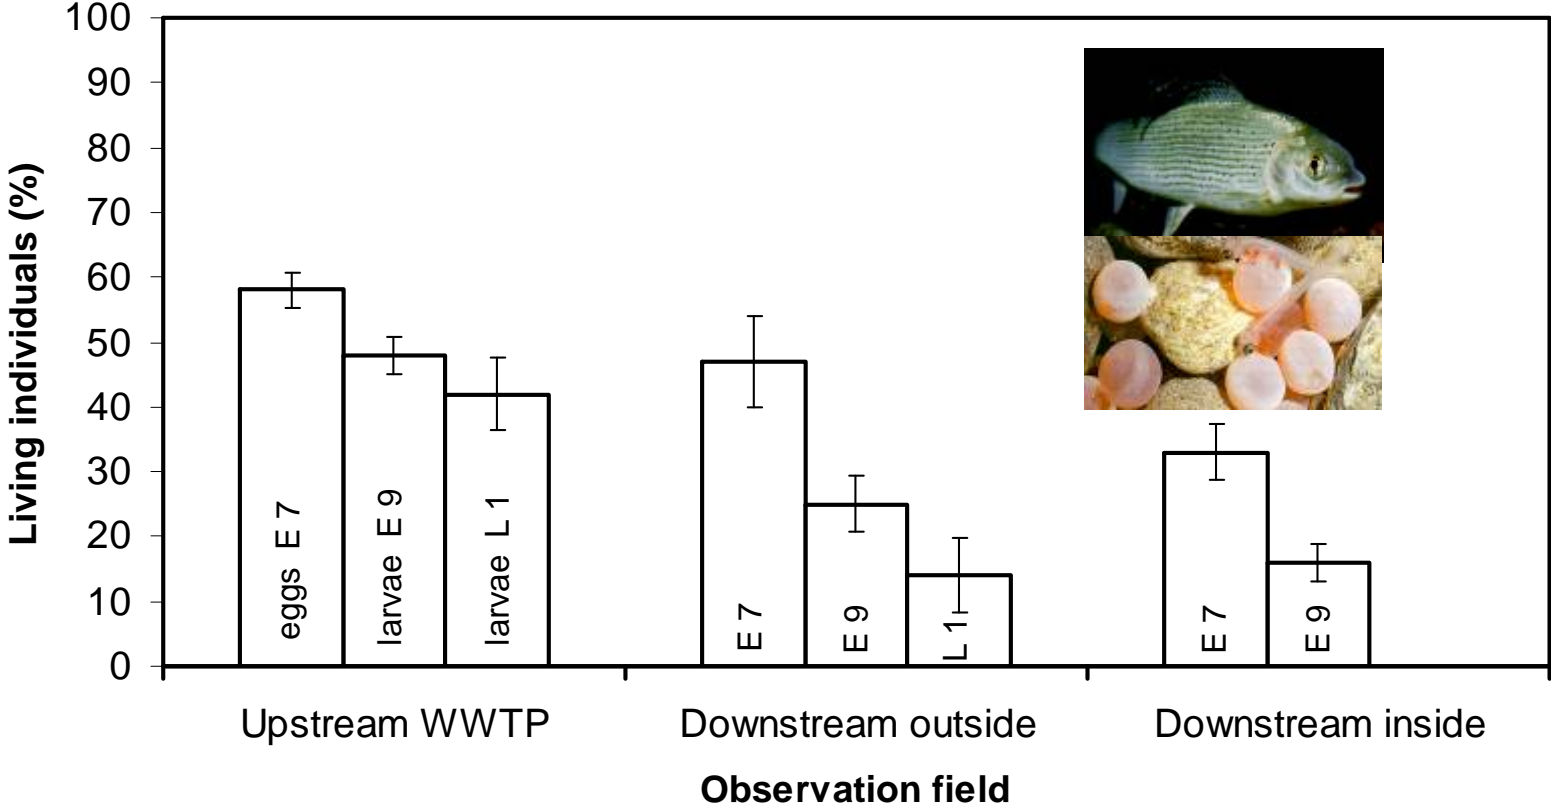 Living individuals (%)
100
90
80
70
60
50
40
30
20
10
0
eggs E 7
larvae E 9
larvae L 1
E 7
E 9
L 1
E 7
E 9
Upstream WWTP
Downstream outside
Downstream inside
Observation field